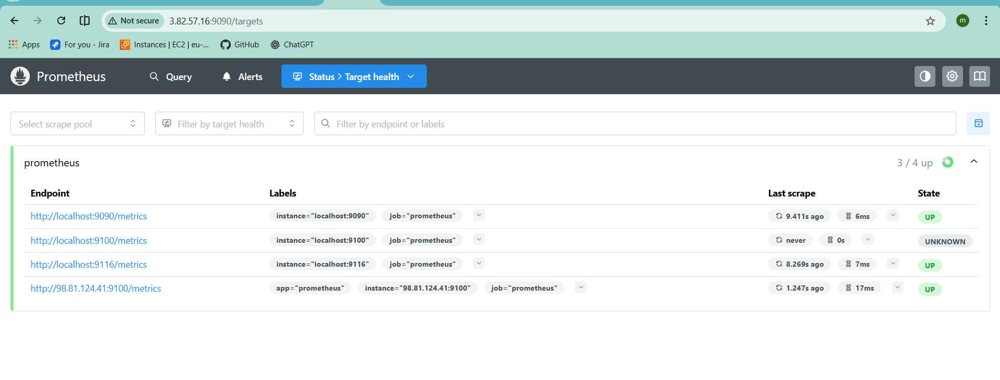 Not secure 3.82.57.16:9090/targets m
Apps For you - Jira Instances | EC2 | eu-... GitHub ChatGPT
Prometheus Query Alerts Status > Target health
Select scrape pool Filter by target health Filter by endpoint or labels
prometheus 3 / 4 up
Endpoint Labels Last scrape State
http://localhost:9090/metrics instance="localhost:9090" job="prometheus" 9.411s ago 6ms UP
http://localhost:9100/metrics instance="localhost:9100" job="prometheus" never 0s UNKNOWN
http://localhost:9116/metrics instance="localhost:9116" job="prometheus" 8.269s ago 7ms UP
http://98.81.124.41:9100/metrics app="prometheus" instance="98.81.124.41:9100" job="prometheus" 1.247s ago 17ms UP